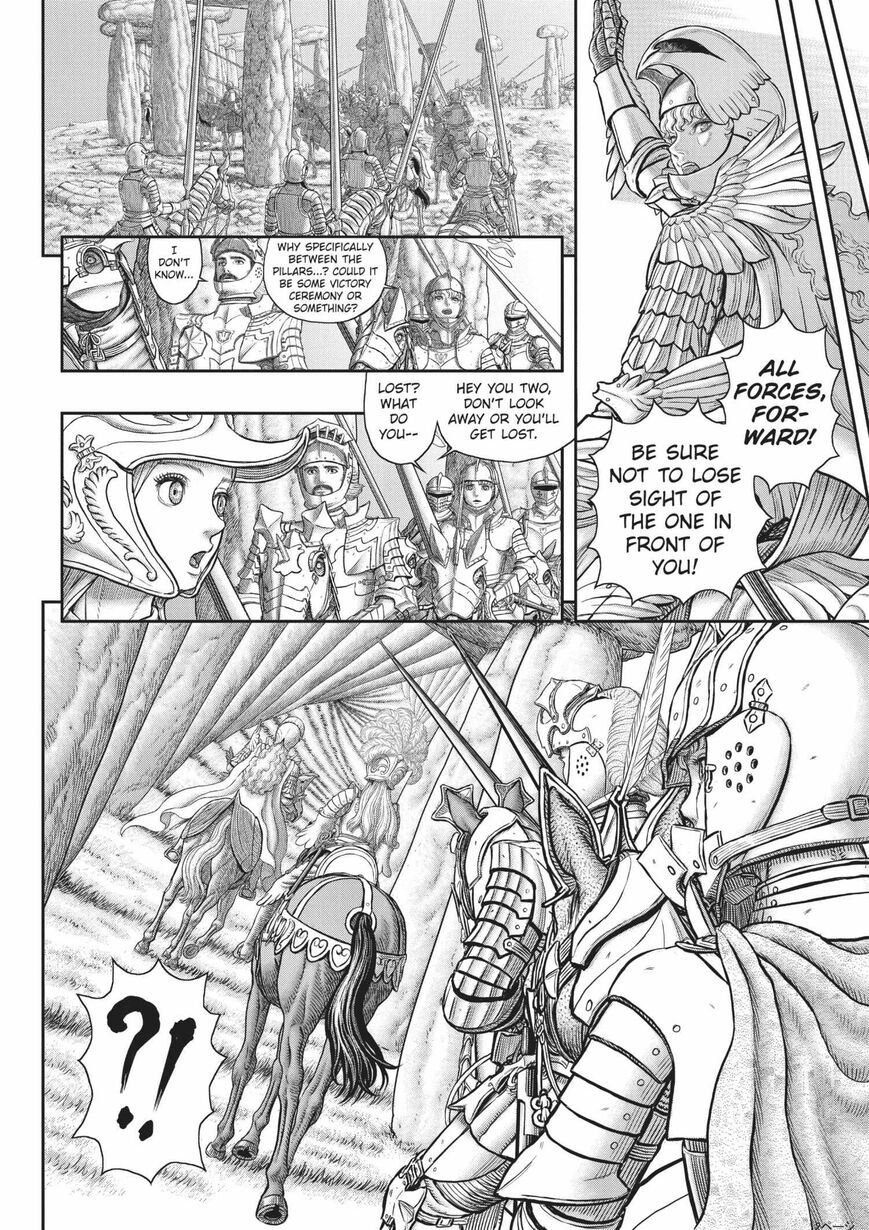 ALL
FORCES,
FOR-
WARD!
BE SURE
NOT TO LOSE
SIGHT OF
THE ONE IN
FRONT OF
YOU!
WHY SPECIFICALLY
BETWEEN THE
PILLARS...? COULD IT
BE SOME VICTORY
CEREMONY OR
SOMETHING?
I
DON'T
KNOW...
HEY YOU TWO,
DON'T LOOK
AWAY OR YOU'LL
GET LOST.
LOST?
WHAT
DO
YOU--
?!